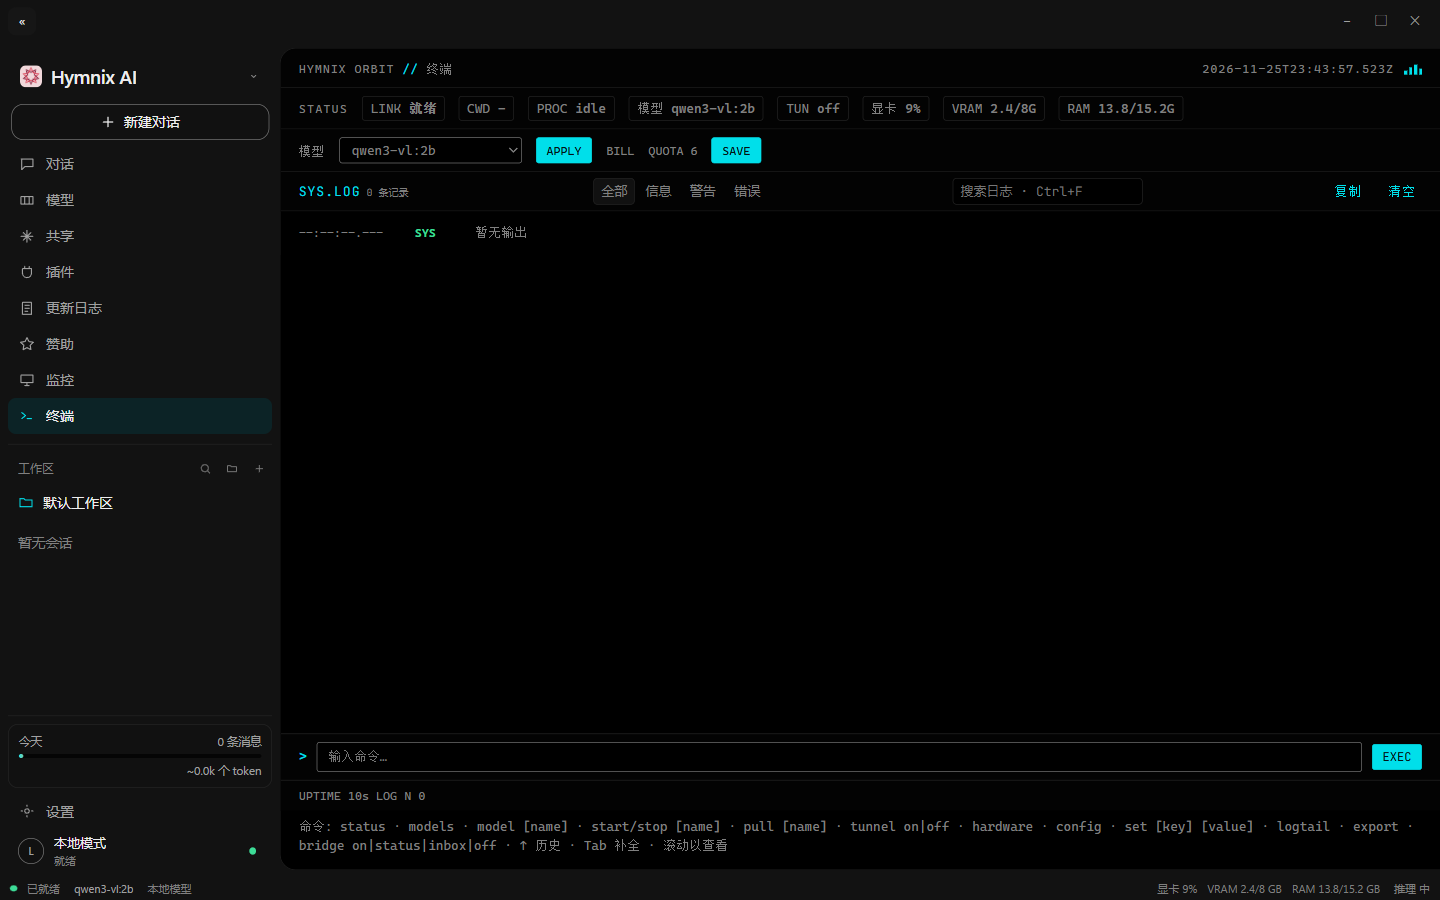 «
Hymnix AI
新建对话
对话
模型
共享
插件
更新日志
赞助
监控
终端
工作区
默认工作区
暂无会话
今天 0 条消息
~0.0k 个 token
设置
L 本地模式
就绪
HYMNIX ORBIT // 终端 2026-11-25T23:43:57.523Z
STATUS LINK 就绪 CWD — PROC idle 模型 qwen3-vl:2b TUN off 显卡 9% VRAM 2.4/8G RAM 13.8/15.2G
模型 qwen3-vl:2b APPLY BILL QUOTA 6 SAVE
SYS.LOG 0 条记录 全部 信息 警告 错误 搜索日志 · Ctrl+F 复制 清空
--:--:--.--- SYS 暂无输出
> 输入命令… EXEC
UPTIME 10s LOG N 0
命令: status · models · model [name] · start/stop [name] · pull [name] · tunnel on|off · hardware · config · set [key] [value] · logtail · export ·
bridge on|status|inbox|off · ↑ 历史 · Tab 补全 · 滚动以查看
已就绪 qwen3-vl:2b 本地模型 显卡 9% VRAM 2.4/8 GB RAM 13.8/15.2 GB 推理 中